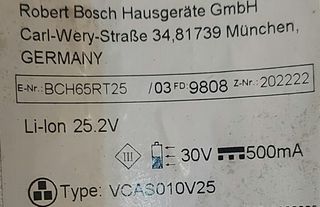 Robert Bosch Hausgeräte GmbH
Carl-Wery-Straße 34,81739 München,
GERMANY
E-Nr.: BCH65RT25 /03 FD: 9808 Z-Nr.: 202222
Li-Ion 25.2V
III 30V 500mA
Type: VCAS010V25